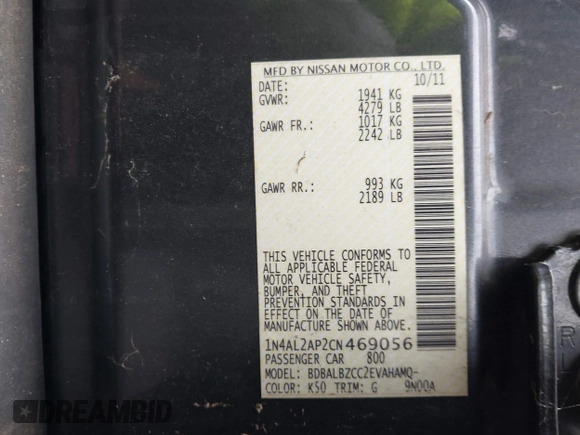 MFD BY NISSAN MOTOR CO., LTD.
DATE: 10/11
GVWR: 1941 KG
4279 LB
GAWR FR.: 1017 KG
2242 LB
GAWR RR.: 993 KG
2189 LB
THIS VEHICLE CONFORMS TO
ALL APPLICABLE FEDERAL
MOTOR VEHICLE SAFETY,
BUMPER, AND THEFT
PREVENTION STANDARDS IN
EFFECT ON THE DATE OF
MANUFACTURE SHOWN ABOVE.
1N4AL2AP2CN469056
PASSENGER CAR 800
MODEL: BDBALBZCC2EVAHAMQ-
COLOR: K50 TRIM: G 9N00A
DREAMBID